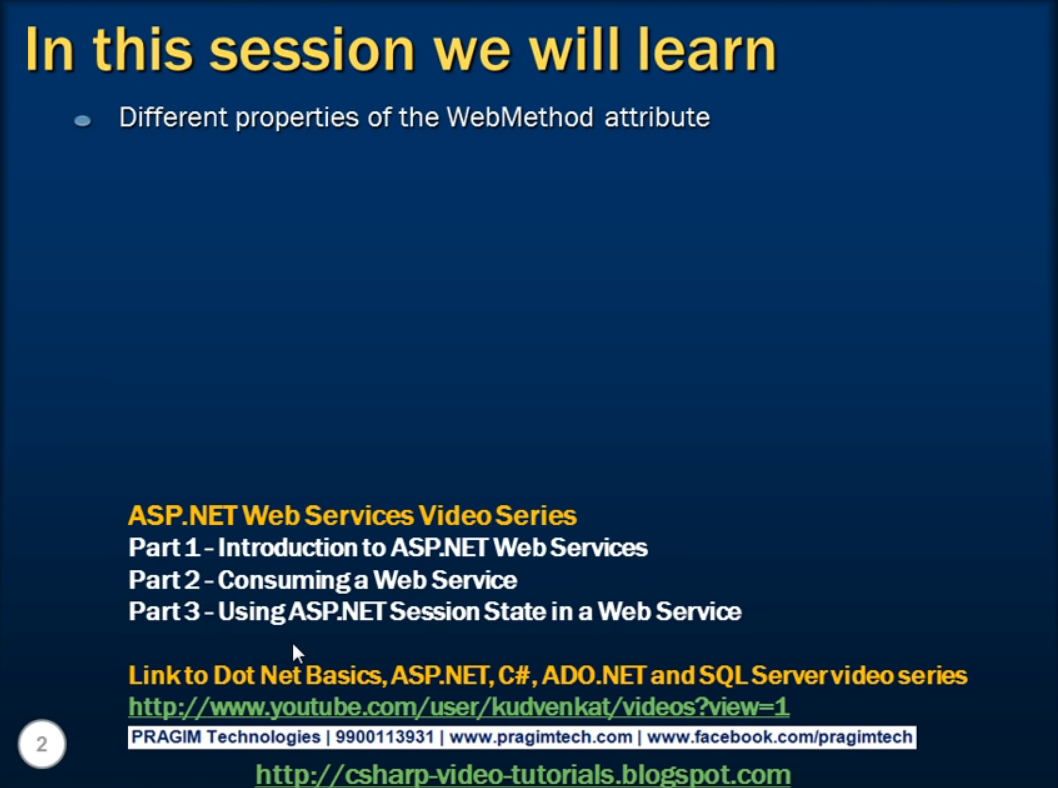 In this session we will learn
Different properties of the WebMethod attribute
ASP.NET Web Services Video Series
Part 1 - Introduction to ASP.NET Web Services
Part 2 - Consuming a Web Service
Part 3 - Using ASP.NET Session State in a Web Service
Link to Dot Net Basics, ASP.NET, C#, ADO.NET and SQL Server video series
http://www.youtube.com/user/kudvenkat/videos?view=1
PRAGIM Technologies | 9900113931 | www.pragimtech.com | www.facebook.com/pragimtech
2
http://csharp-video-tutorials.blogspot.com